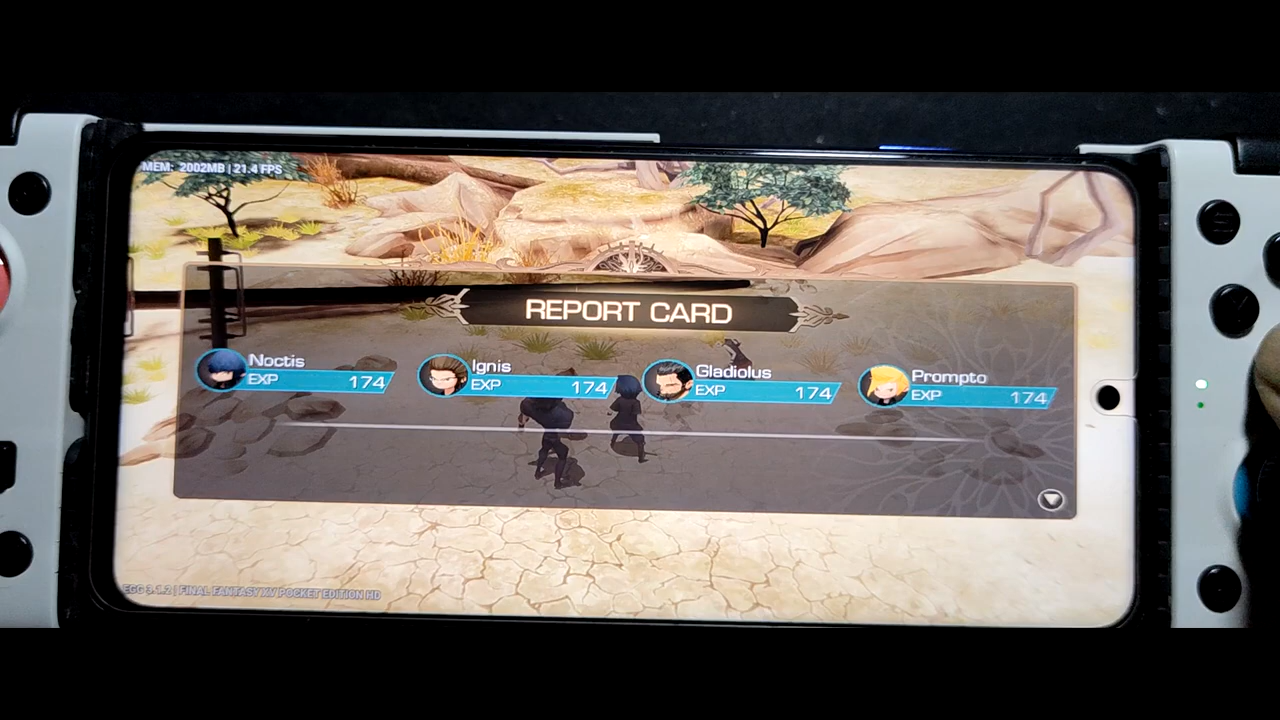 MEM: 2002MB | 21.4 FPS
REPORT CARD
Noctis
EXP 174
Ignis
EXP 174
Gladiolus
EXP 174
Prompto
EXP 174
EGG 3.1.2 | FINAL FANTASY XV POCKET EDITION HD